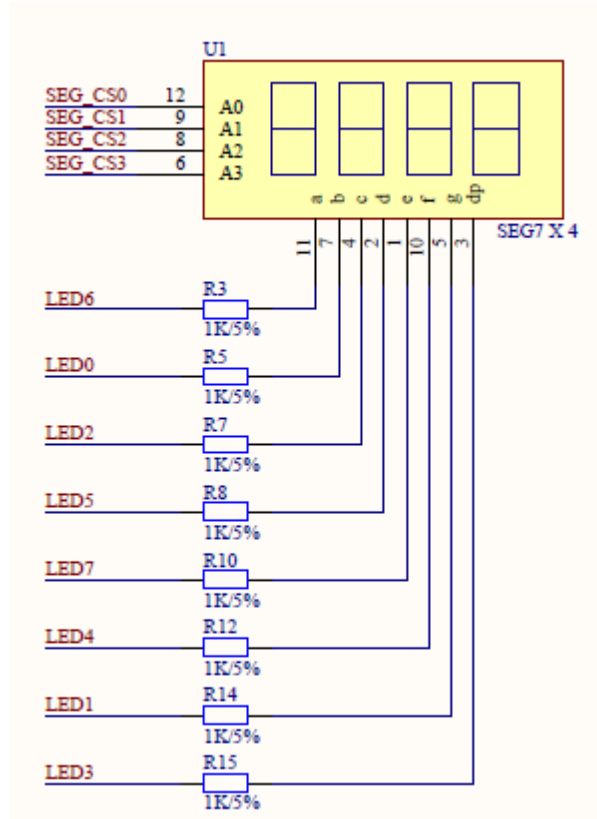 U1
SEG_CS0 12 A0
SEG_CS1 9 A1
SEG_CS2 8 A2
SEG_CS3 6 A3
a b c d e f g dp
SEG7 X 4
11 7 4 2 1 10 5 3
R3
LED6
1K/5%
R5
LED0
1K/5%
R7
LED2
1K/5%
R8
LED5
1K/5%
R10
LED7
1K/5%
R12
LED4
1K/5%
R14
LED1
1K/5%
R15
LED3
1K/5%